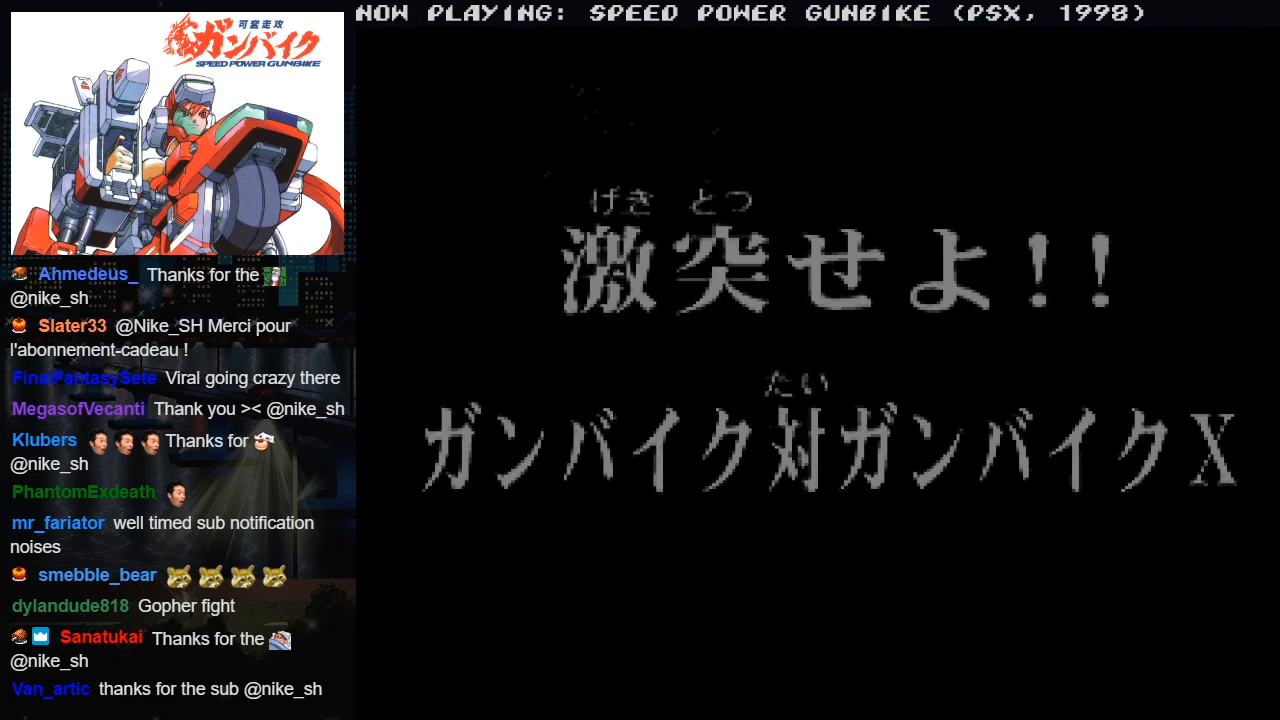 NOW PLAYING: SPEED POWER GUNBIKE (PSX, 1998)
可変走攻
ガンバイク
SPEED POWER GUNBIKE
Ahmedeus_ Thanks for the
@nike_sh
Slater33 @Nike_SH Merci pour
l'abonnement-cadeau !
FinalFantasySete Viral going crazy there
MegasofVecanti Thank you >< @nike_sh
Klubers Thanks for
@nike_sh
PhantomExdeath
mr_fariator well timed sub notification
noises
smebble_bear
dylandude818 Gopher fight
Sanatukai Thanks for the
@nike_sh
Van_artic thanks for the sub @nike_sh
げき とつ
激突せよ!!
たい
ガンバイク対ガンバイクX